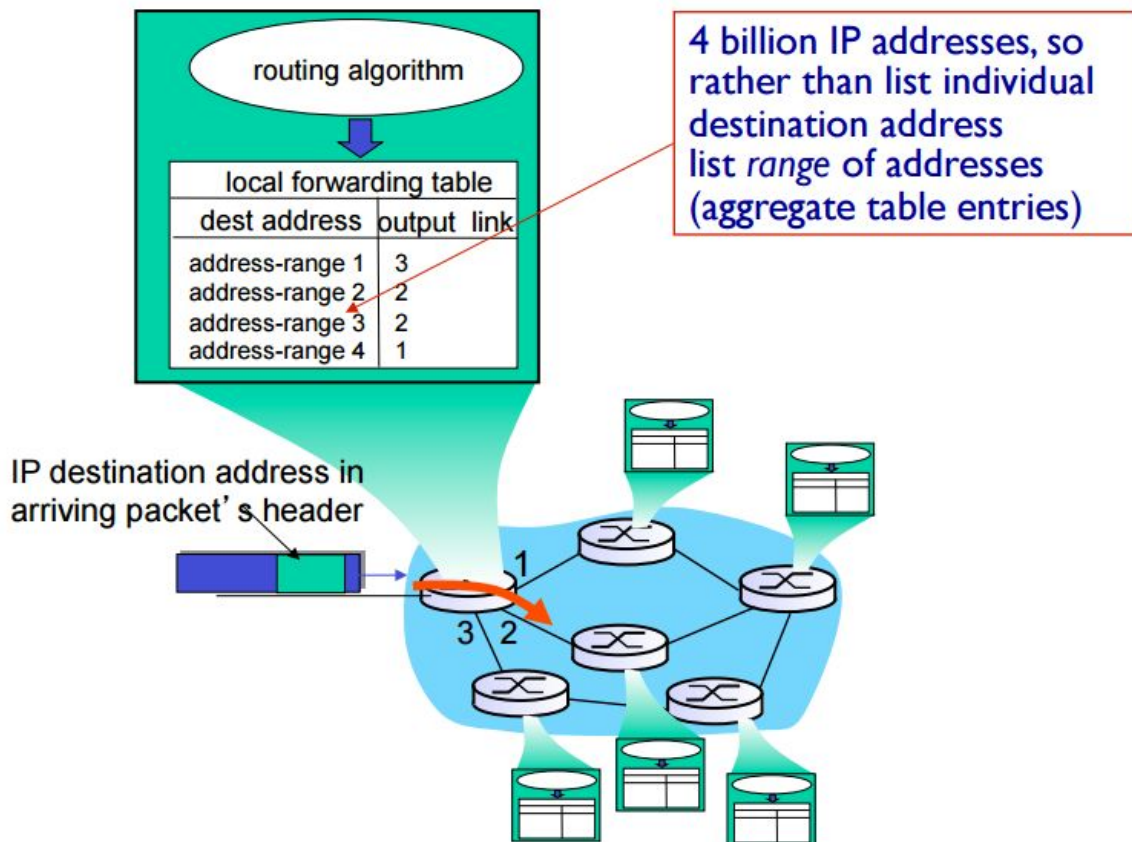 routing algorithm
local forwarding table
dest address output link
address-range 1 3
address-range 2 2
address-range 3 2
address-range 4 1
4 billion IP addresses, so
rather than list individual
destination address
list range of addresses
(aggregate table entries)
IP destination address in
arriving packet's header
1
3 2